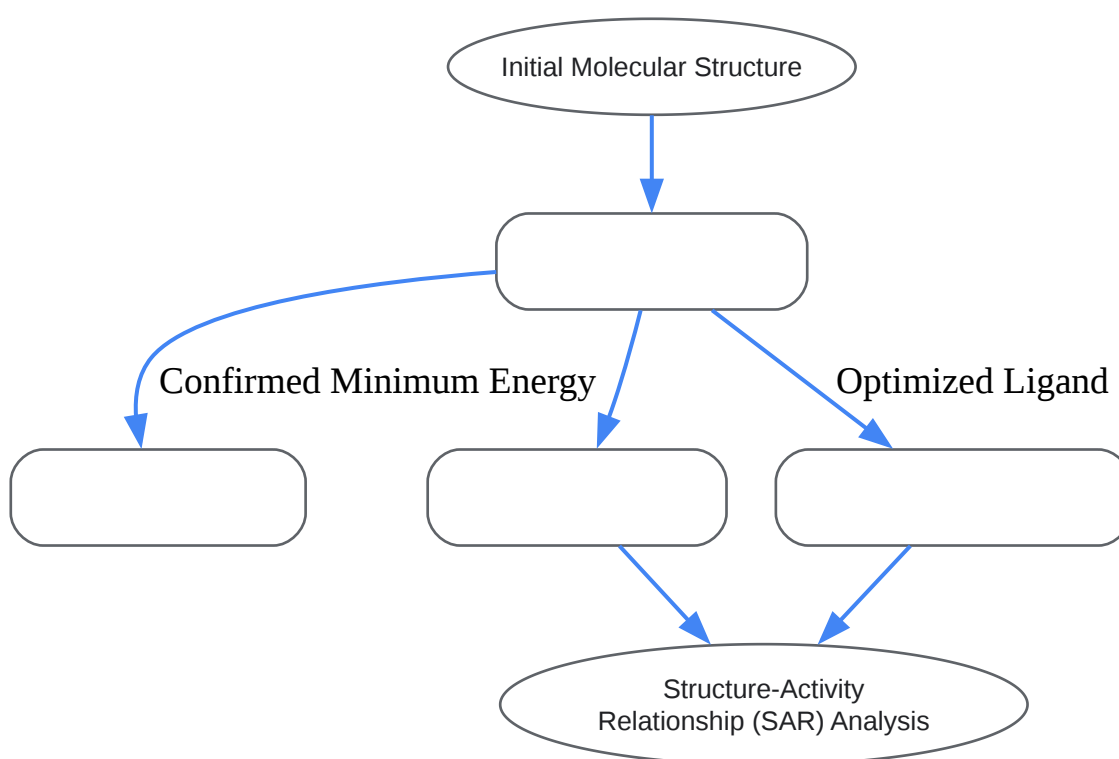 Initial Molecular Structure
Confirmed Minimum Energy
Optimized Ligand
Structure-Activity
Relationship (SAR) Analysis